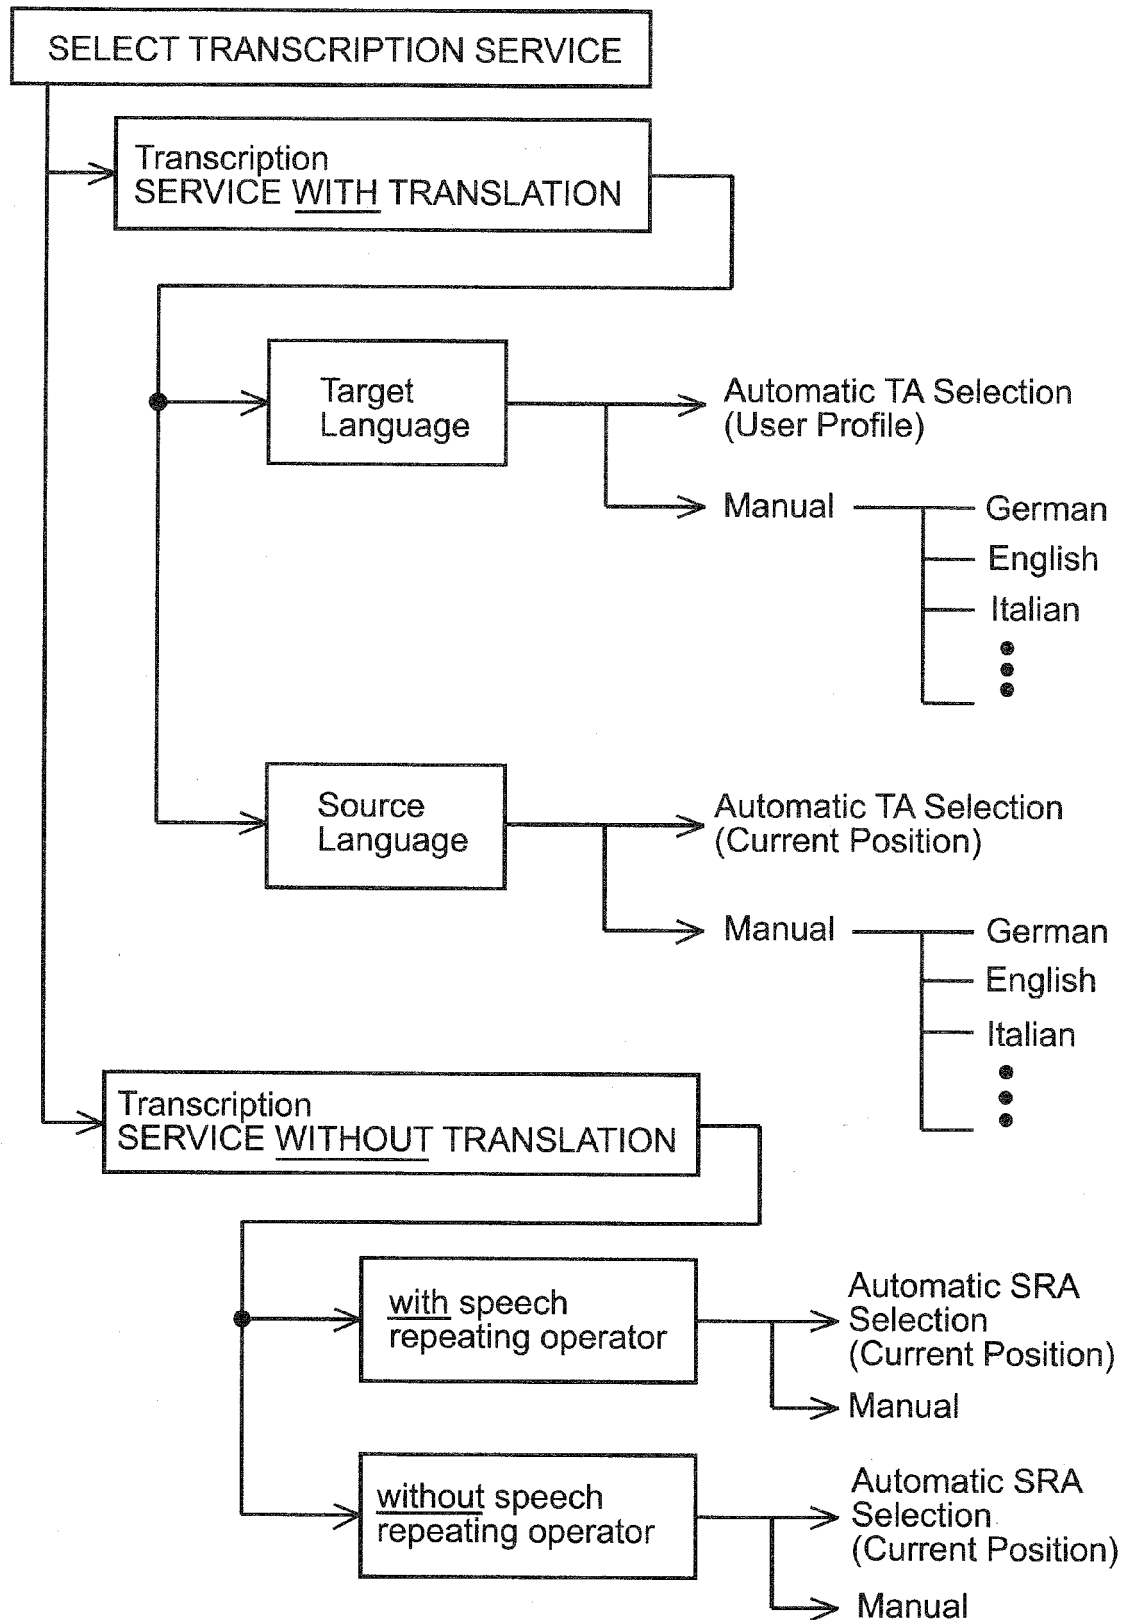 SELECT TRANSCRIPTION SERVICE
Transcription
SERVICE WITH TRANSLATION
Target
Language
Automatic TA Selection
(User Profile)
Manual
German
English
Italian
Source
Language
Automatic TA Selection
(Current Position)
Manual
German
English
Italian
Transcription
SERVICE WITHOUT TRANSLATION
with speech
repeating operator
Automatic SRA
Selection
(Current Position)
Manual
without speech
repeating operator
Automatic SRA
Selection
(Current Position)
Manual